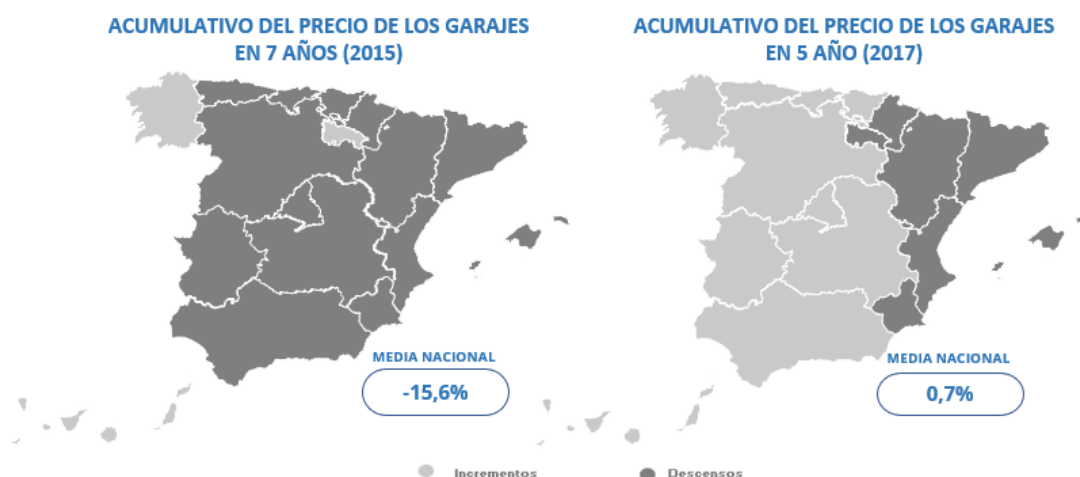 ACUMULATIVO DEL PRECIO DE LOS GARAJES
EN 7 AÑOS (2015)
ACUMULATIVO DEL PRECIO DE LOS GARAJES
EN 5 AÑO (2017)
MEDIA NACIONAL
-15,6%
MEDIA NACIONAL
0,7%
Incrementos
Descensos